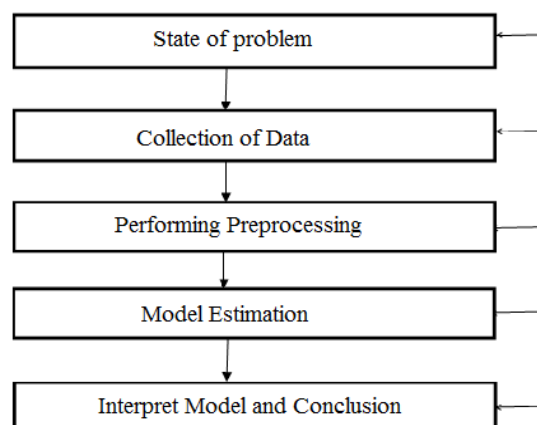 State of problem
Collection of Data
Performing Preprocessing
Model Estimation
Interpret Model and Conclusion